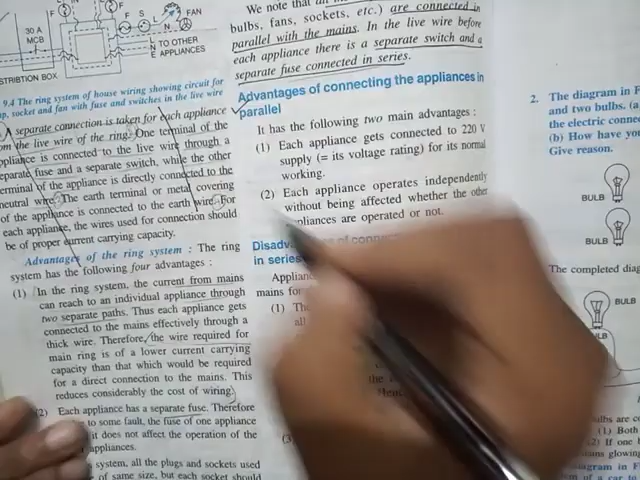 30 A
MCB
F
F
S
L
FAN
L
N TO OTHER
E APPLIANCES
DISTRIBUTION BOX
9.4 The ring system of house wiring showing circuit for
socket and fan with fuse and switches in the live wire
A separate connection is taken for each appliance
from the live wire of the ring. One terminal of the
appliance is connected to the live wire through a
separate fuse and a separate switch, while the other
terminal of the appliance is directly connected to the
neutral wire. The earth terminal or metal covering
of the appliance is connected to the earth wire. For
each appliance, the wires used for connection should
be of proper current carrying capacity.
Advantages of the ring system : The ring
system has the following four advantages :
(1) In the ring system, the current from mains
can reach to an individual appliance through
two separate paths. Thus each appliance gets
connected to the mains effectively through a
thick wire. Therefore, the wire required for
main ring is of a lower current carrying
capacity than that which would be required
for a direct connection to the mains. This
reduces considerably the cost of wiring.
(2) Each appliance has a separate fuse. Therefore
to some fault, the fuse of one appliance
it does not affect the operation of the
appliances.
system, all the plugs and sockets used
of same size, but each socket should
We note that all
bulbs, fans, sockets, etc.) are connected in
parallel with the mains. In the live wire before
each appliance there is a separate switch and a
separate fuse connected in series.
Advantages of connecting the appliances in
parallel
It has the following two main advantages :
(1) Each appliance gets connected to 220 V
supply (= its voltage rating) for its normal
working.
(2) Each appliance operates independently
without being affected whether the other
appliances are operated or not.
in series
mains for
(1)
all
the
(3)
2. The diagram in F
and two bulbs. (a
the electric conne
(b) How have you
Give reason.
BULB
BULB
The completed diag
BULB
(1) Both
(2) If one